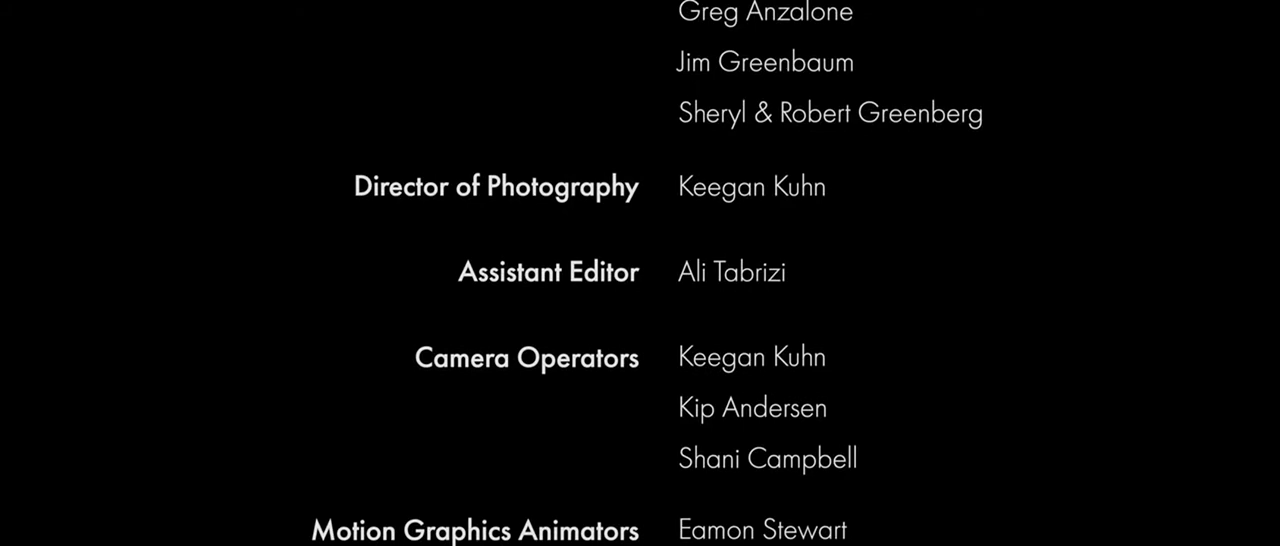 Greg Anzalone
Jim Greenbaum
Sheryl & Robert Greenberg
Director of Photography Keegan Kuhn
Assistant Editor Ali Tabrizi
Camera Operators Keegan Kuhn
Kip Andersen
Shani Campbell
Motion Graphics Animators Eamon Stewart